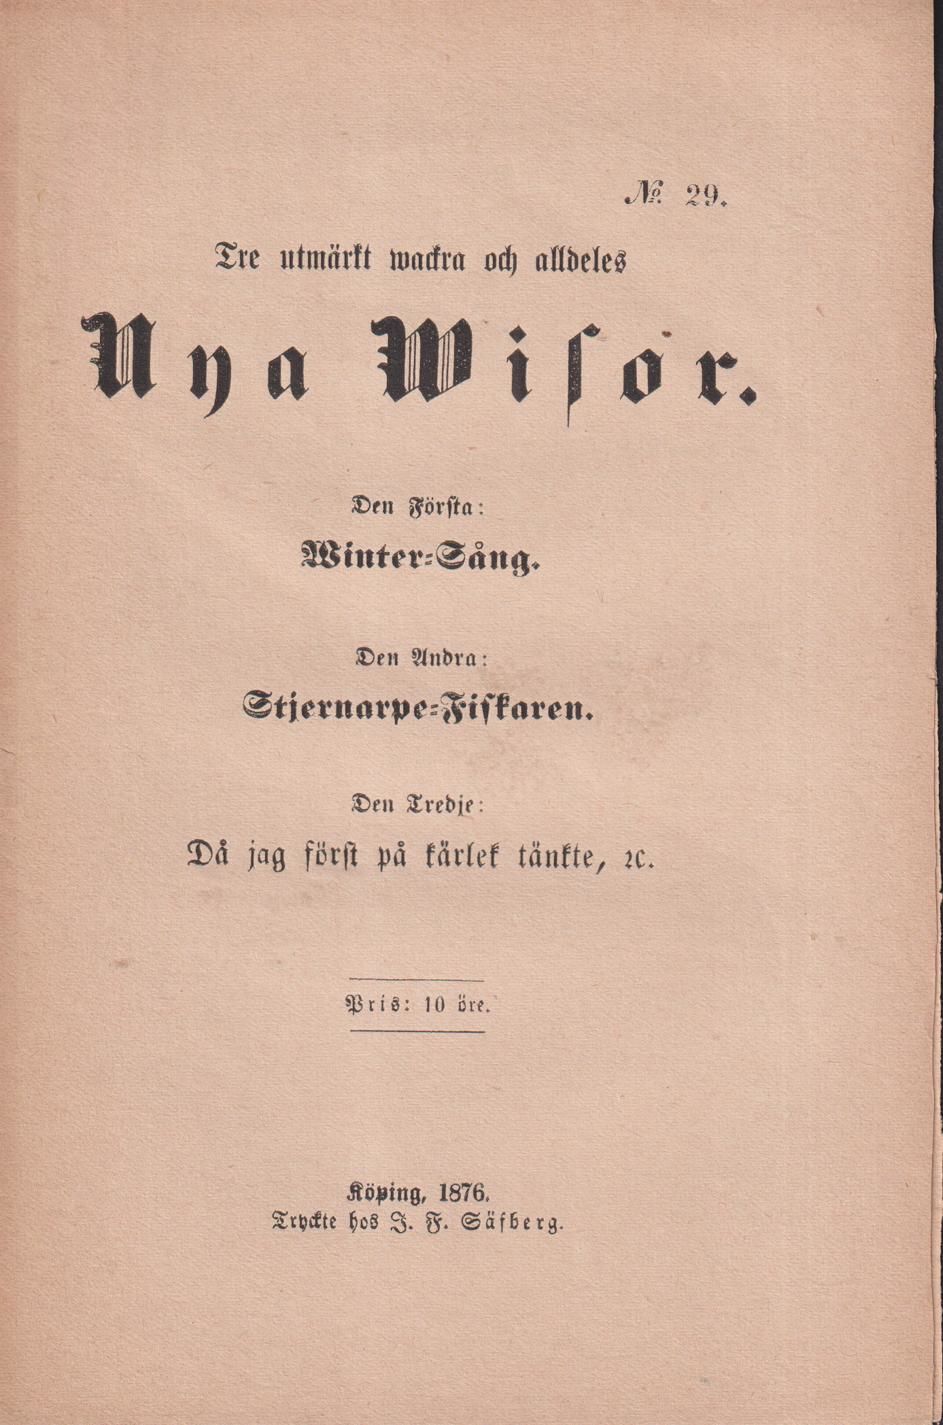 № 29.
Tre utmärkt wackra och alldeles
Nya Wisor.
Den Första:
Winter-Sång.
Den Andra:
Stjernarpe-Fiskaren.
Den Tredje:
Då jag först på kärlek tänkte, ꝛc.
Pris: 10 öre.
Köping, 1876.
Tryckte hos J. F. Säfberg.